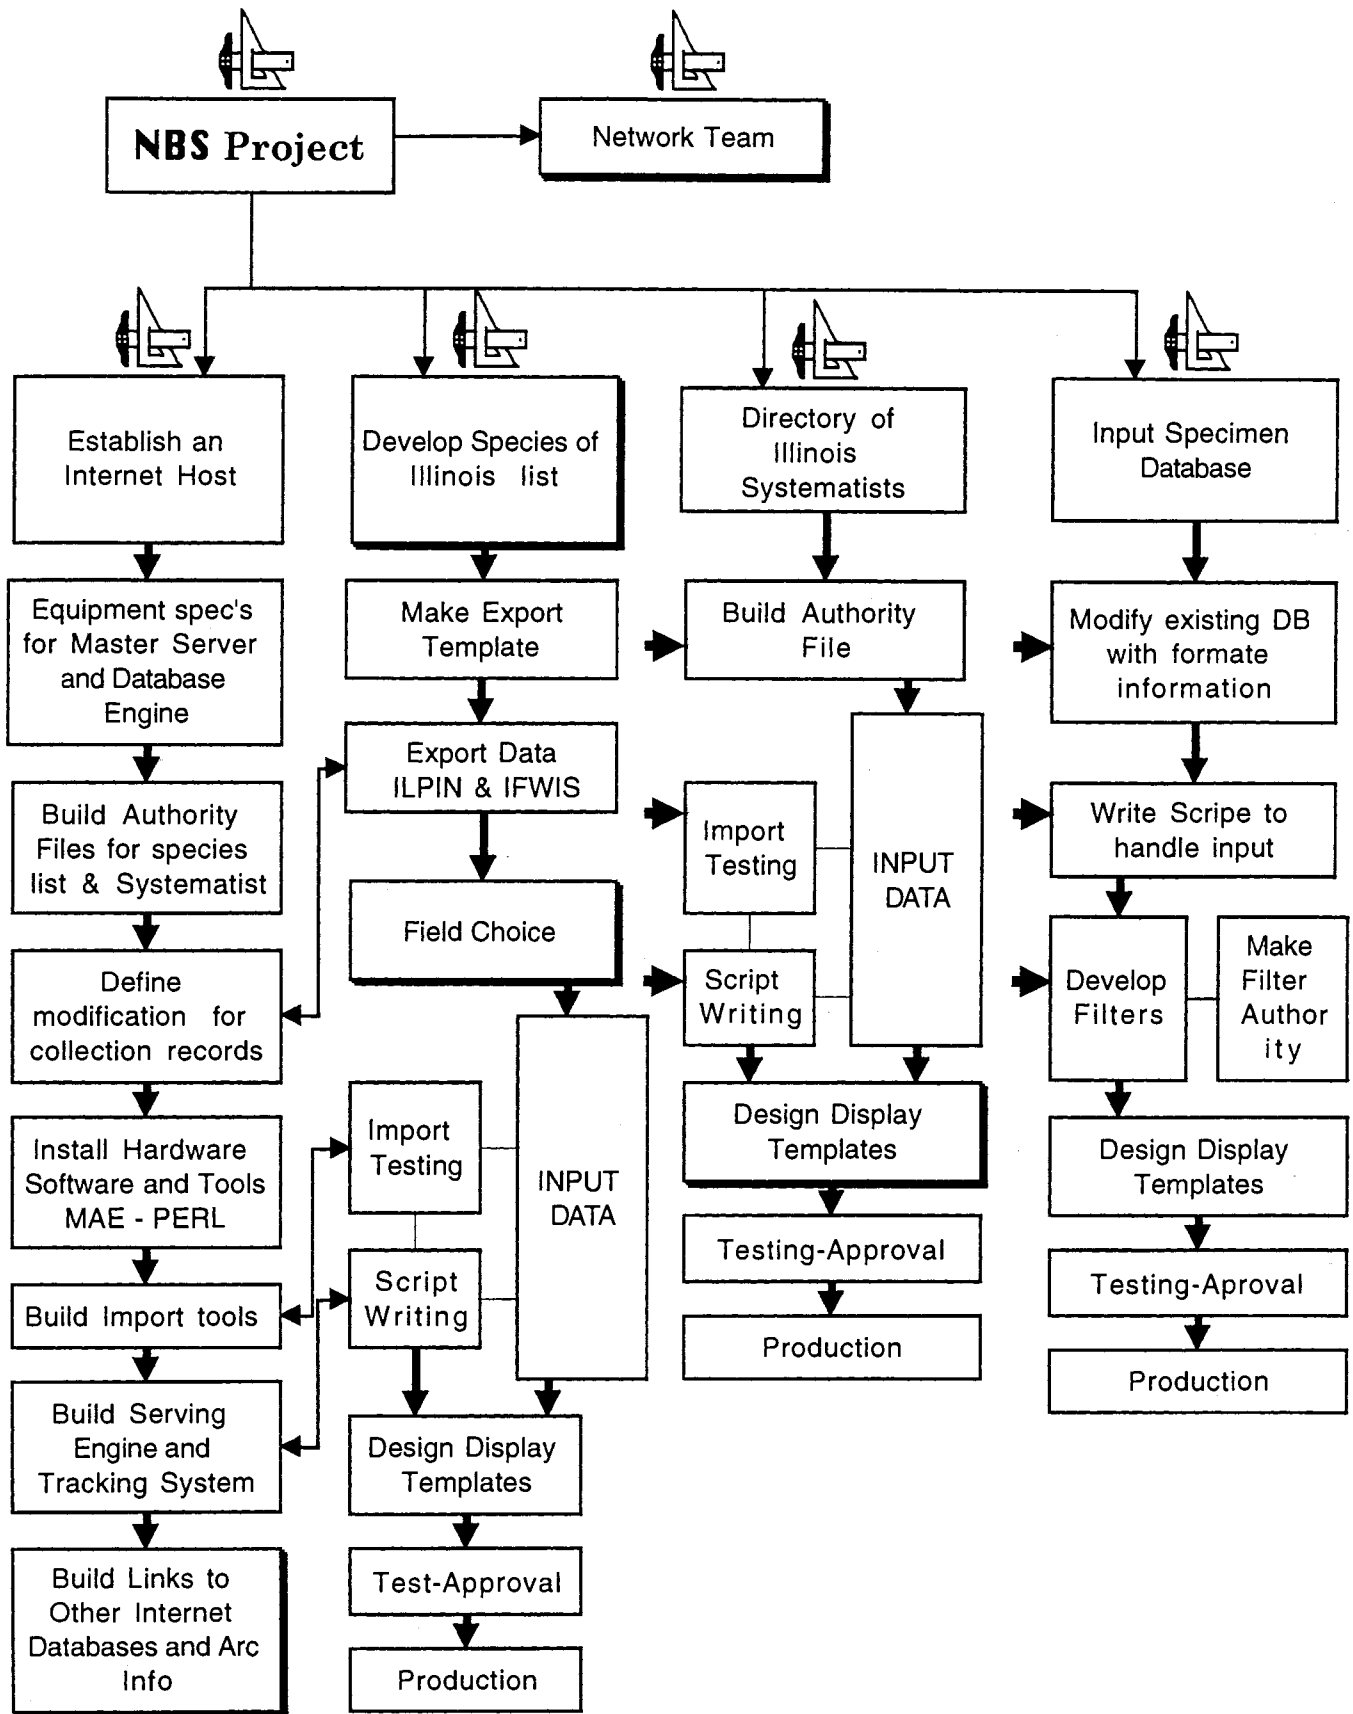 NBS Project
Network Team
Establish an
Internet Host
Equipment spec's
for Master Server
and Database
Engine
Build Authority
Files for species
list & Systematist
Define
modification for
collection records
Install Hardware
Software and Tools
MAE - PERL
Build Import tools
Build Serving
Engine and
Tracking System
Build Links to
Other Internet
Databases and Arc
Info
Develop Species of
Illinois list
Make Export
Template
Export Data
ILPIN & IFWIS
Field Choice
Import
Testing
Script
Writing
INPUT
DATA
Design Display
Templates
Test-Approval
Production
Directory of
Illinois
Systematists
Build Authority
File
Import
Testing
Script
Writing
INPUT
DATA
Design Display
Templates
Testing-Approval
Production
Input Specimen
Database
Modify existing DB
with formate
information
Write Scripe to
handle input
Develop
Filters
Make
Filter
Author
ity
Design Display
Templates
Testing-Aproval
Production